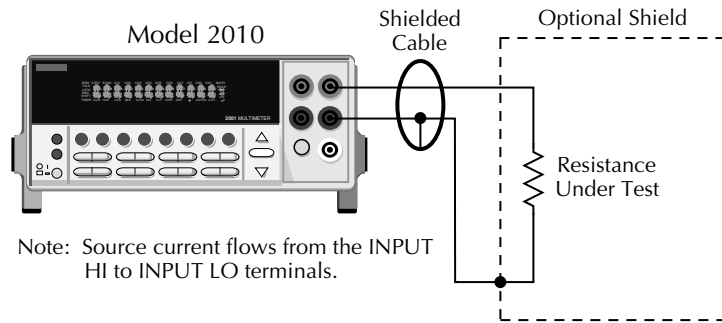 Model 2010
Shielded
Cable
Optional Shield
2001 MULTIMETER
Resistance
Under Test
Note: Source current flows from the INPUT
HI to INPUT LO terminals.